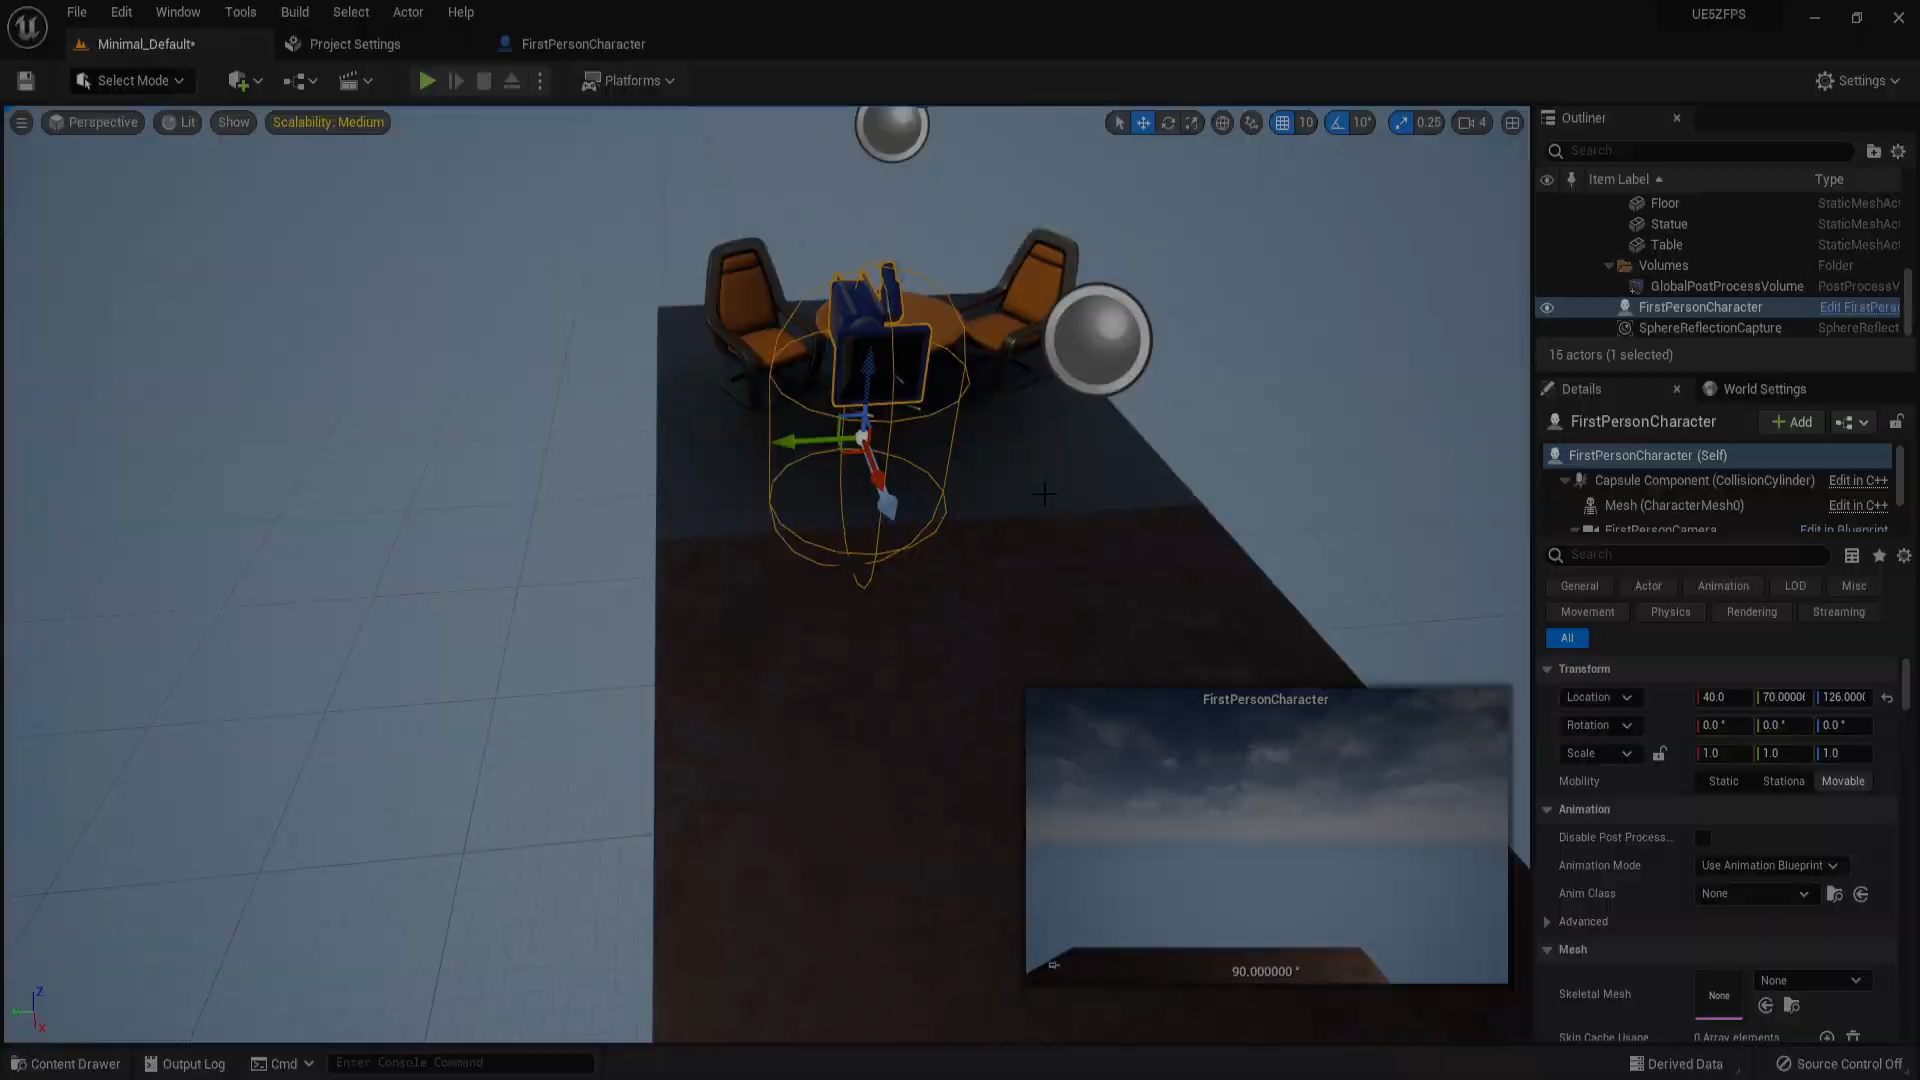 File Edit Window Tools Build Select Actor Help
UE5ZFPS
Minimal_Default*
Project Settings
FirstPersonCharacter
Select Mode
Platforms
Settings
Perspective
Lit
Show
Scalability: Medium
10
10°
0.25
4
Outliner
Search...
Item Label
Type
Floor
StaticMeshAc
Statue
StaticMeshAc
Table
StaticMeshAc
Volumes
Folder
GlobalPostProcessVolume
PostProcessV
FirstPersonCharacter
Edit FirstPers
SphereReflectionCapture
SphereReflect
15 actors (1 selected)
Details
World Settings
FirstPersonCharacter
Add
FirstPersonCharacter (Self)
Capsule Component (CollisionCylinder)
Edit in C++
Mesh (CharacterMesh0)
Edit in C++
FirstPersonCamera
Edit in Blueprint
Search
General Actor Animation LOD Misc
Movement Physics Rendering Streaming
All
Transform
Location 40.0 70.00006 126.000
Rotation 0.0 ° 0.0 ° 0.0 °
Scale 1.0 1.0 1.0
Mobility Static Stationa Movable
Animation
Disable Post Process...
Animation Mode Use Animation Blueprint
Anim Class None
Advanced
Mesh
Skeletal Mesh None None
Skin Cache Usage 0 Array elements
FirstPersonCharacter
90.000000 °
Z
X
Content Drawer
Output Log
Cmd
Enter Console Command
Derived Data
Source Control Off